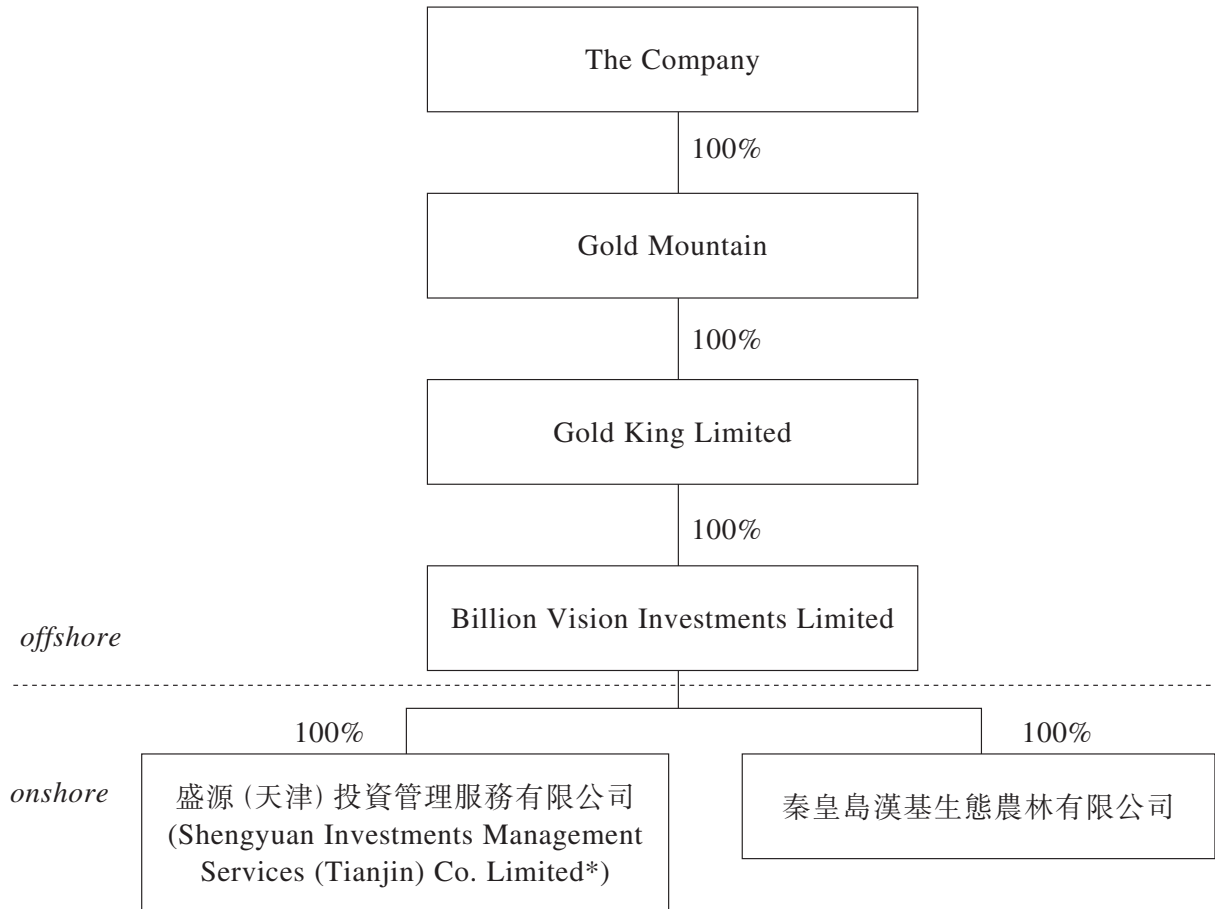 The Company
100%
Gold Mountain
100%
Gold King Limited
100%
Billion Vision Investments Limited
offshore
100%
100%
onshore
盛源 (天津) 投資管理服務有限公司
(Shengyuan Investments Management
Services (Tianjin) Co. Limited*)
秦皇島漢基生態農林有限公司